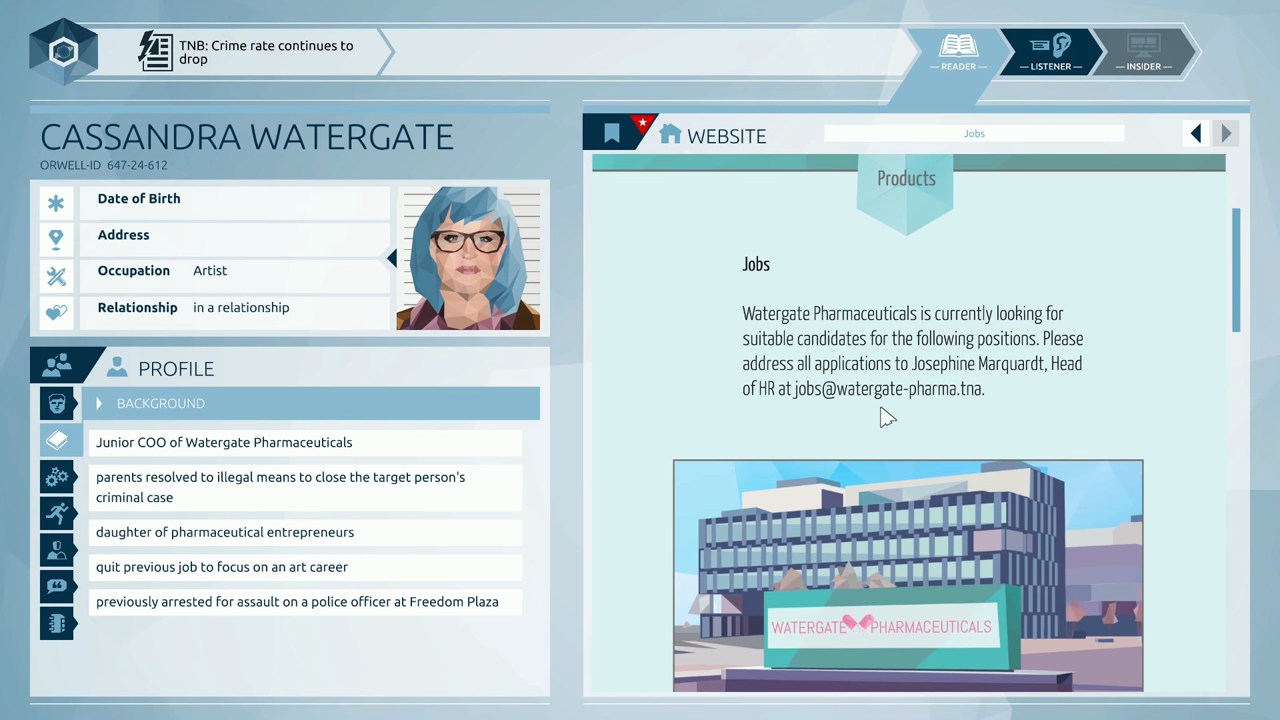 TNB: Crime rate continues to
drop
READER
LISTENER
INSIDER
CASSANDRA WATERGATE
ORWELL-ID 647-24-612
Date of Birth
Address
Occupation Artist
Relationship in a relationship
PROFILE
BACKGROUND
Junior COO of Watergate Pharmaceuticals
parents resolved to illegal means to close the target person's
criminal case
daughter of pharmaceutical entrepreneurs
quit previous job to focus on an art career
previously arrested for assault on a police officer at Freedom Plaza
WEBSITE
Jobs
Products
Jobs
Watergate Pharmaceuticals is currently looking for
suitable candidates for the following positions. Please
address all applications to Josephine Marquardt, Head
of HR at jobs@watergate-pharma.tna.
WATERGATE PHARMACEUTICALS